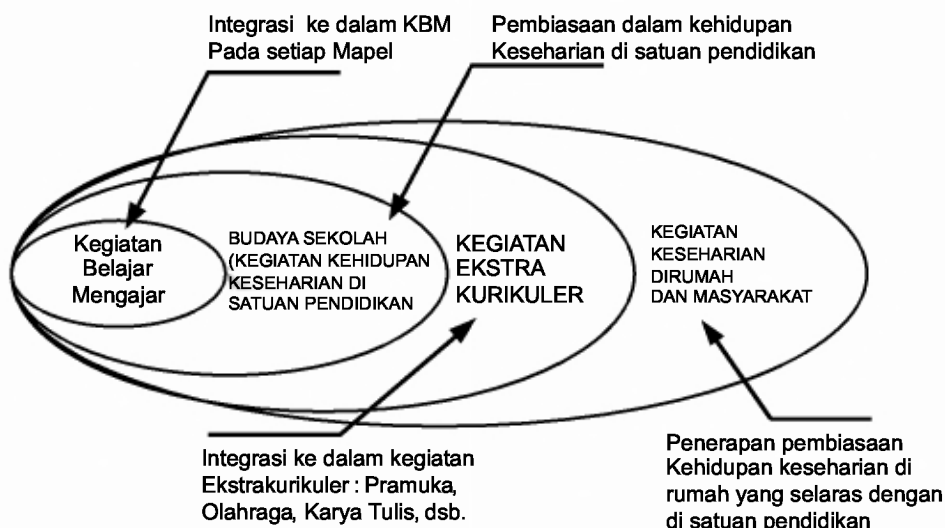 Integrasi ke dalam KBM
Pada setiap Mapel
Pembiasaan dalam kehidupan
Keseharian di satuan pendidikan
Kegiatan
Belajar
Mengajar
BUDAYA SEKOLAH
(KEGIATAN KEHIDUPAN
KESEHARIAN DI
SATUAN PENDIDIKAN
KEGIATAN
EKSTRA
KURIKULER
KEGIATAN
KESEHARIAN
DIRUMAH
DAN MASYARAKAT
Integrasi ke dalam kegiatan
Ekstrakurikuler : Pramuka,
Olahraga, Karya Tulis, dsb.
Penerapan pembiasaan
Kehidupan keseharian di
rumah yang selaras dengan
di satuan pendidikan